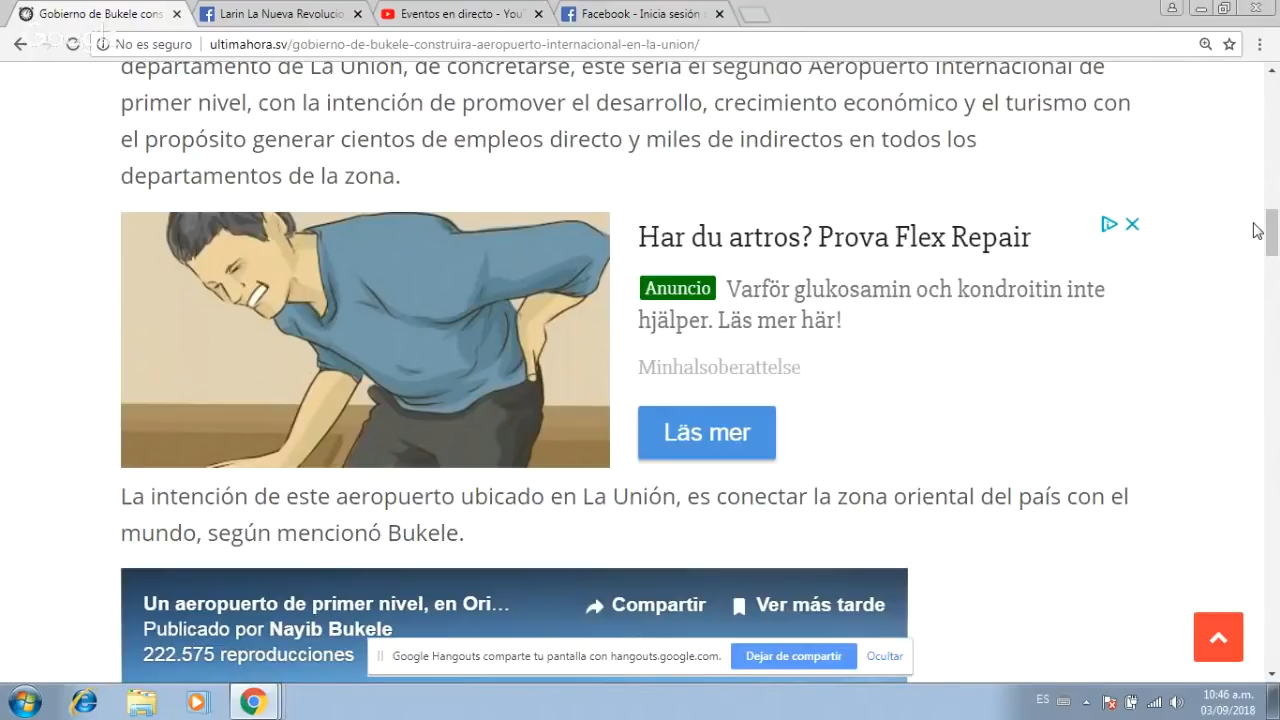 Gobierno de Bukele cons
Larin La Nueva Revolucio
Eventos en directo - You
Facebook - Inicia sesión
No es seguro
ultimahora.sv/gobierno-de-bukele-construira-aeropuerto-internacional-en-la-union/
departamento de La Unión, de concretarse, este sería el segundo Aeropuerto Internacional de
primer nivel, con la intención de promover el desarrollo, crecimiento económico y el turismo con
el propósito generar cientos de empleos directo y miles de indirectos en todos los
departamentos de la zona.
Har du artros? Prova Flex Repair
Anuncio Varför glukosamin och kondroitin inte
hjälper. Läs mer här!
Minhalsoberattelse
Läs mer
La intención de este aeropuerto ubicado en La Unión, es conectar la zona oriental del país con el
mundo, según mencionó Bukele.
Un aeropuerto de primer nivel, en Ori...
Compartir
Ver más tarde
Publicado por Nayib Bukele
222.575 reproducciones
Google Hangouts comparte tu pantalla con hangouts.google.com.
Dejar de compartir
Ocultar
ES
10:46 a.m.
03/09/2018